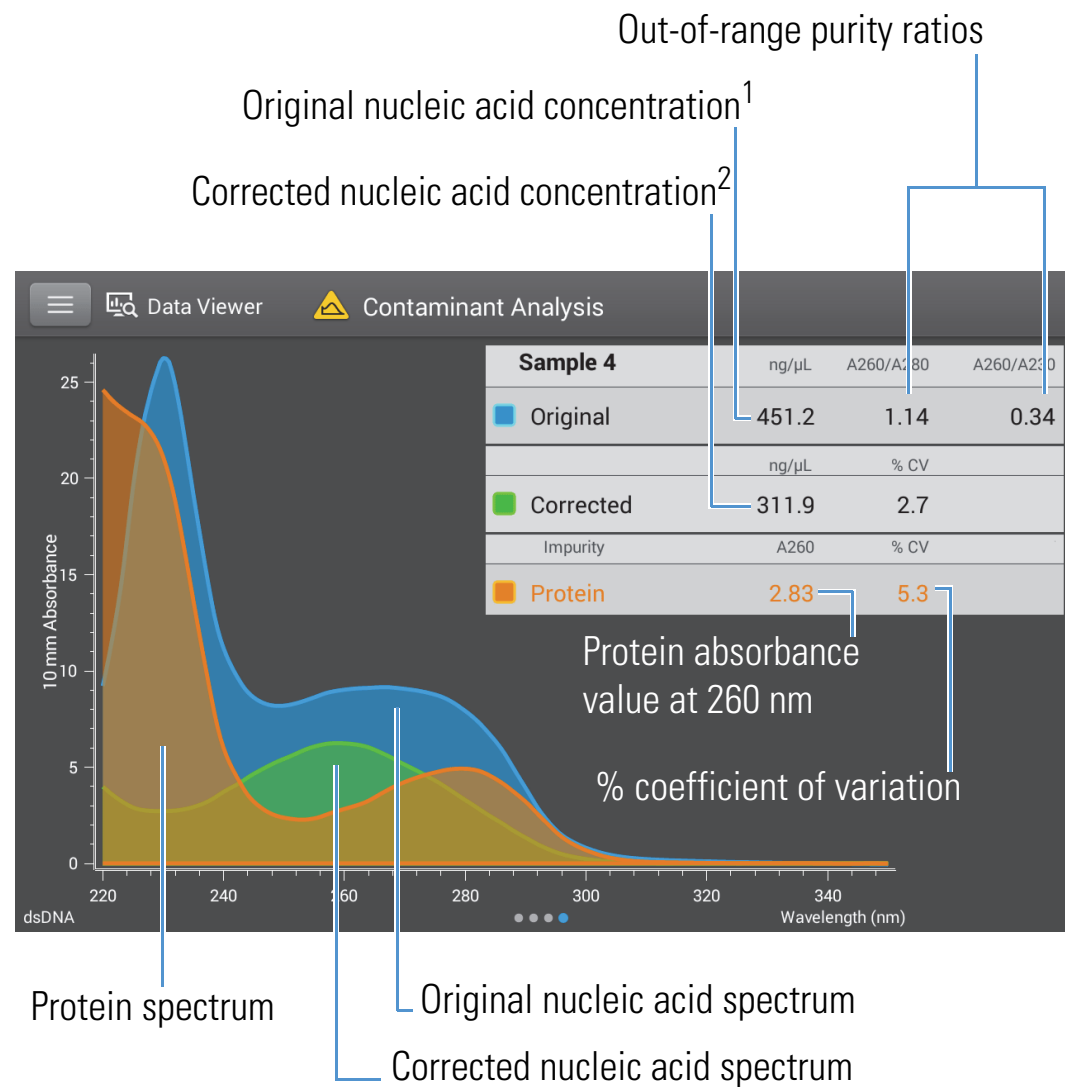 Out-of-range purity ratios
Original nucleic acid concentration1
Corrected nucleic acid concentration2
Data Viewer
Contaminant Analysis
Sample 4 ng/µL A260/A280 A260/A230
Original 451.2 1.14 0.34
ng/µL % CV
Corrected 311.9 2.7
Impurity A260 % CV
Protein 2.83 5.3
Protein absorbance
value at 260 nm
% coefficient of variation
10 mm Absorbance
25
20
15
10
5
0
220 240 260 280 300 320 340
dsDNA
Wavelength (nm)
Protein spectrum
Original nucleic acid spectrum
Corrected nucleic acid spectrum